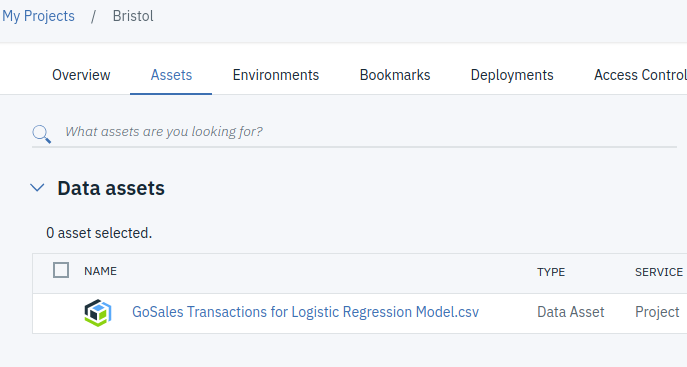 My Projects / Bristol
Overview Assets Environments Bookmarks Deployments Access Control
What assets are you looking for?
Data assets
0 asset selected.
NAME TYPE SERVICE
GoSales Transactions for Logistic Regression Model.csv Data Asset Project